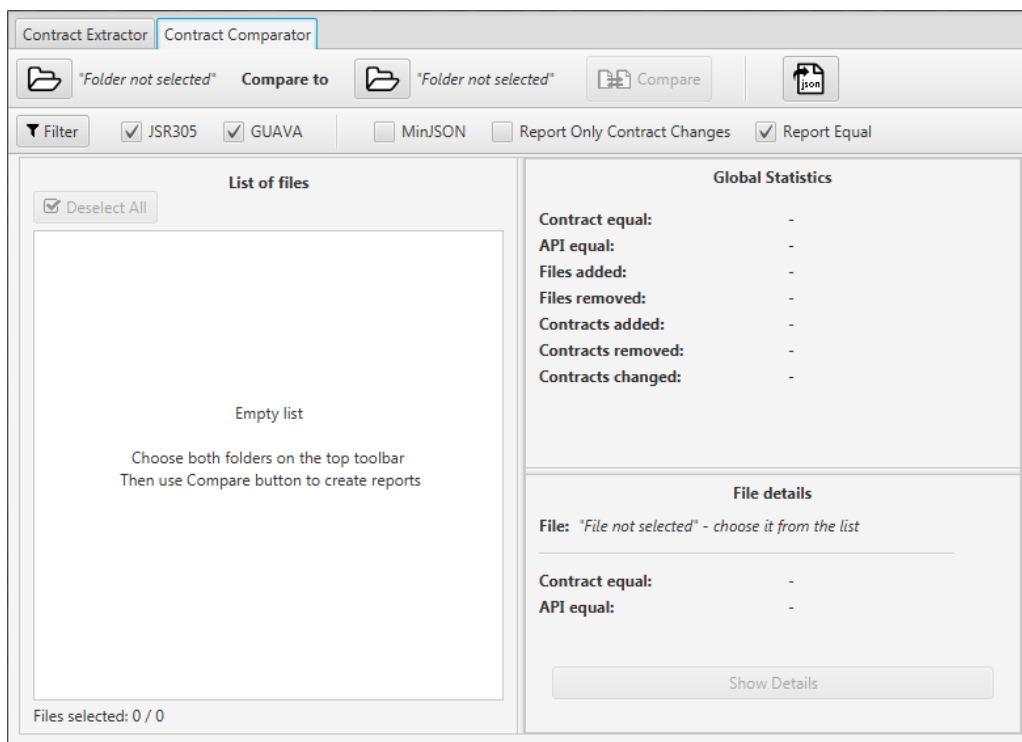 Contract Extractor Contract Comparator
"Folder not selected" Compare to "Folder not selected" Compare json
Filter JSR305 GUAVA MinJSON Report Only Contract Changes Report Equal
List of files
Deselect All
Empty list
Choose both folders on the top toolbar
Then use Compare button to create reports
Files selected: 0 / 0
Global Statistics
Contract equal: -
API equal: -
Files added: -
Files removed: -
Contracts added: -
Contracts removed: -
Contracts changed: -
File details
File: "File not selected" - choose it from the list
Contract equal: -
API equal: -
Show Details